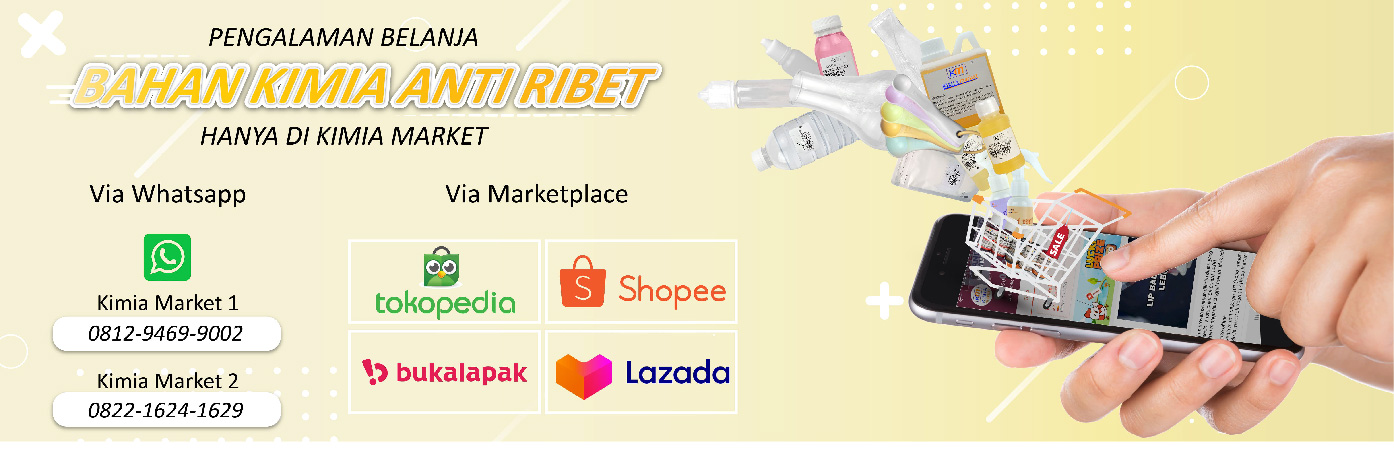 PENGALAMAN BELANJA
BAHAN KIMIA ANTI RIBET
HANYA DI KIMIA MARKET
Via Whatsapp
Kimia Market 1
0812-9469-9002
Kimia Market 2
0822-1624-1629
Via Marketplace
tokopedia
Shopee
bukalapak
Lazada
SALE